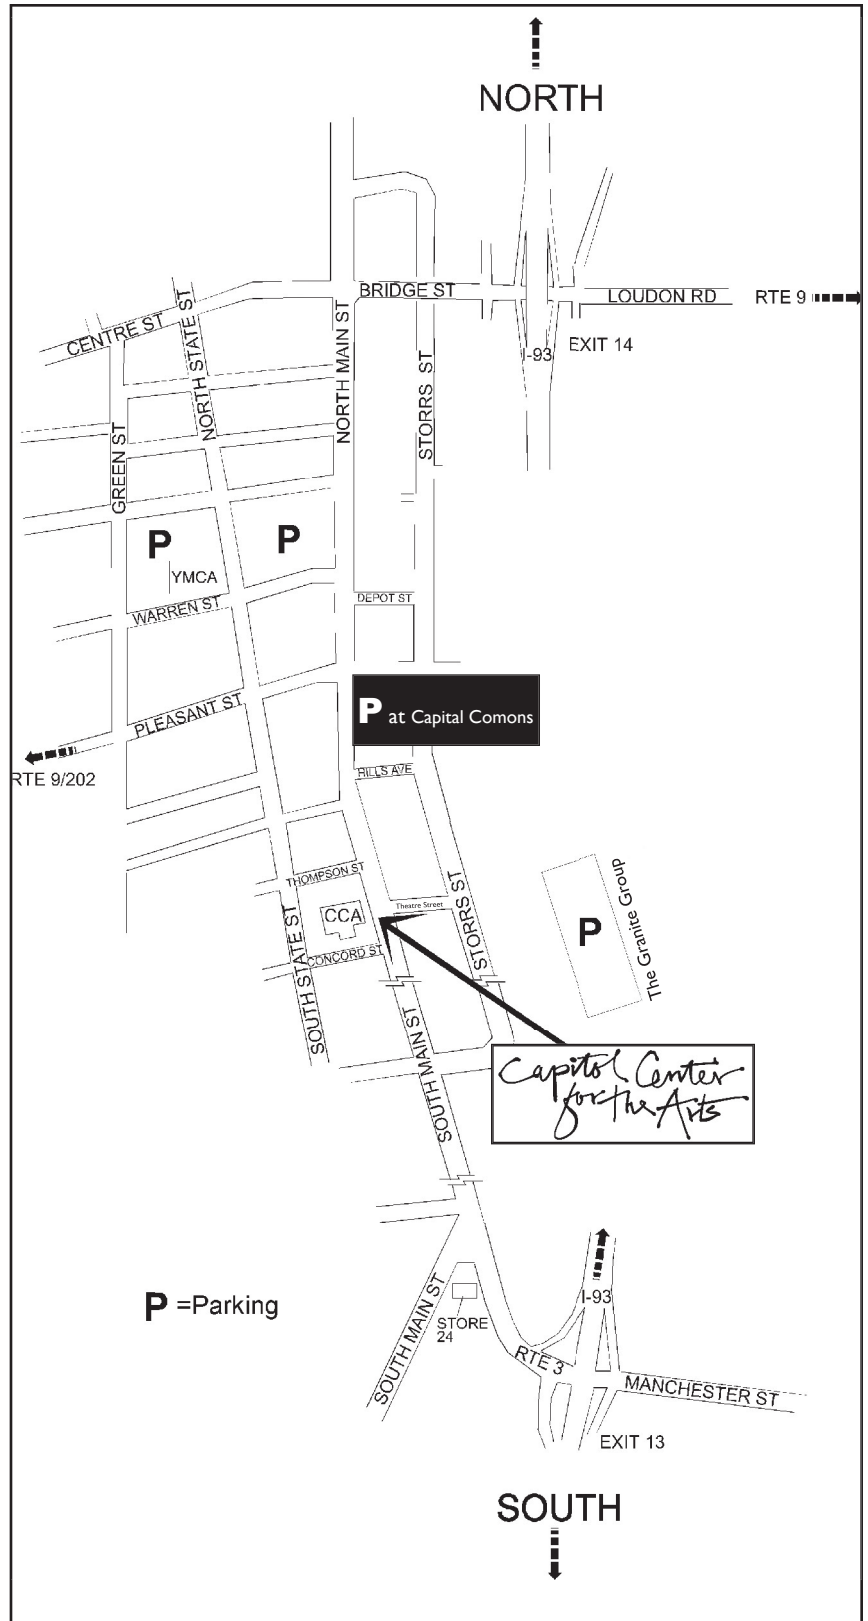 NORTH
BRIDGE ST
LOUDON RD
RTE 9
CENTRE ST
NORTH STATE ST
NORTH MAIN ST
STORRS ST
I-93
EXIT 14
GREEN ST
P
P
YMCA
WARREN ST
DEPOT ST
PLEASANT ST
P at Capital Comons
RTE 9/202
HILLS AVE
THOMPSON ST
CCA
Theatre Street
STORRS ST
P
The Granite Group
CONCORD ST
SOUTH STATE ST
SOUTH MAIN ST
Capitol Center
for the Arts
P =Parking
SOUTH MAIN ST
STORE
24
I-93
RTE 3
MANCHESTER ST
EXIT 13
SOUTH